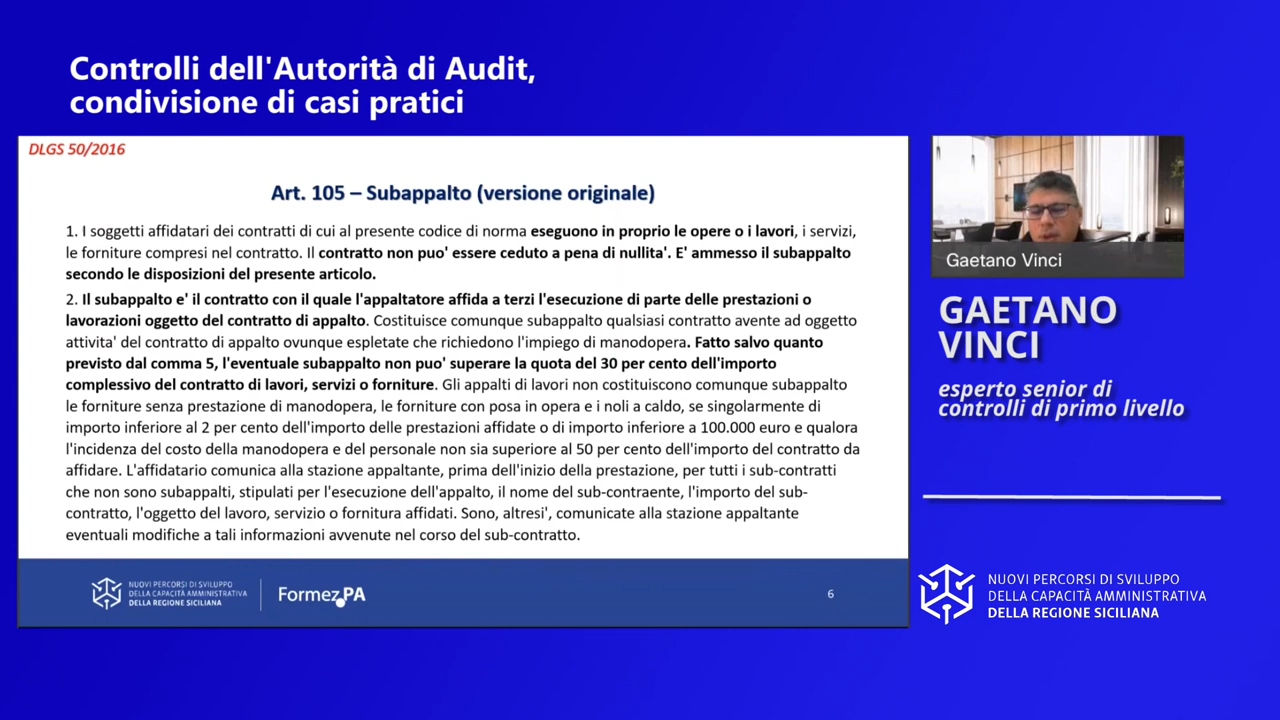 Controlli dell'Autorità di Audit,
condivisione di casi pratici
DLGS 50/2016
Art. 105 – Subappalto (versione originale)
1. I soggetti affidatari dei contratti di cui al presente codice di norma eseguono in proprio le opere o i lavori, i servizi,
le forniture compresi nel contratto. Il contratto non puo' essere ceduto a pena di nullita'. E' ammesso il subappalto
secondo le disposizioni del presente articolo.
2. Il subappalto e' il contratto con il quale l'appaltatore affida a terzi l'esecuzione di parte delle prestazioni o
lavorazioni oggetto del contratto di appalto. Costituisce comunque subappalto qualsiasi contratto avente ad oggetto
attivita' del contratto di appalto ovunque espletate che richiedono l'impiego di manodopera. Fatto salvo quanto
previsto dal comma 5, l'eventuale subappalto non puo' superare la quota del 30 per cento dell'importo
complessivo del contratto di lavori, servizi o forniture. Gli appalti di lavori non costituiscono comunque subappalto
le forniture senza prestazione di manodopera, le forniture con posa in opera e i noli a caldo, se singolarmente di
importo inferiore al 2 per cento dell'importo delle prestazioni affidate o di importo inferiore a 100.000 euro e qualora
l'incidenza del costo della manodopera e del personale non sia superiore al 50 per cento dell'importo del contratto da
affidare. L'affidatario comunica alla stazione appaltante, prima dell'inizio della prestazione, per tutti i sub-contratti
che non sono subappalti, stipulati per l'esecuzione dell'appalto, il nome del sub-contraente, l'importo del sub-
contratto, l'oggetto del lavoro, servizio o fornitura affidati. Sono, altresi', comunicate alla stazione appaltante
eventuali modifiche a tali informazioni avvenute nel corso del sub-contratto.
NUOVI PERCORSI DI SVILUPPO
DELLA CAPACITÀ AMMINISTRATIVA
DELLA REGIONE SICILIANA
Formez PA
6
Gaetano Vinci
GAETANO
VINCI
esperto senior di
controlli di primo livello
NUOVI PERCORSI DI SVILUPPO
DELLA CAPACITÀ AMMINISTRATIVA
DELLA REGIONE SICILIANA